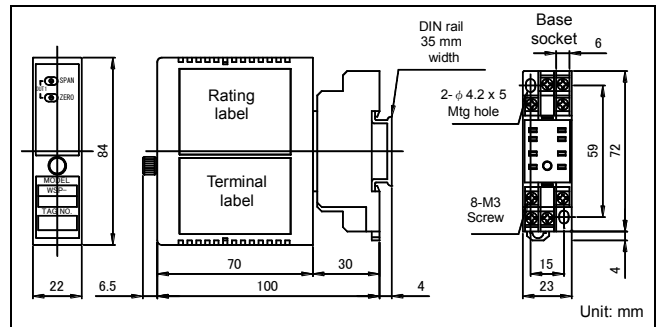 SPAN
OUT1
ZERO
MODEL
WSP-
TAG NO.
22
84
Rating
label
Terminal
label
6.5
70
30
100
4
DIN rail
35 mm
width
Base
socket
6
2- φ 4.2 x 5
Mtg hole
8-M3
Screw
59
72
15
23
4
Unit: mm